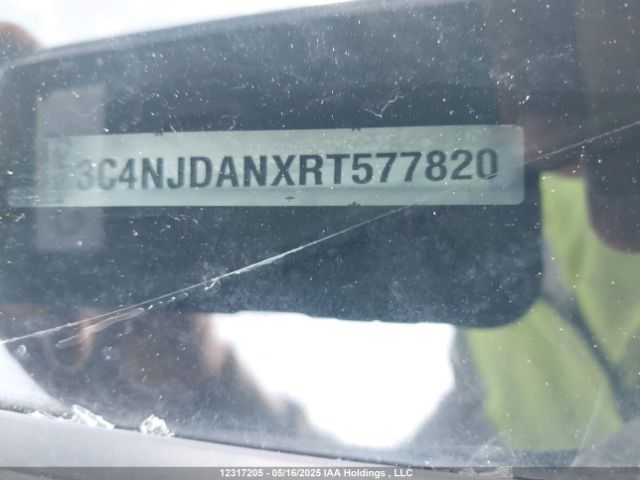 3C4NJDANXRT577820
12317205 - 05/16/2025 IAA Holdings , LLC